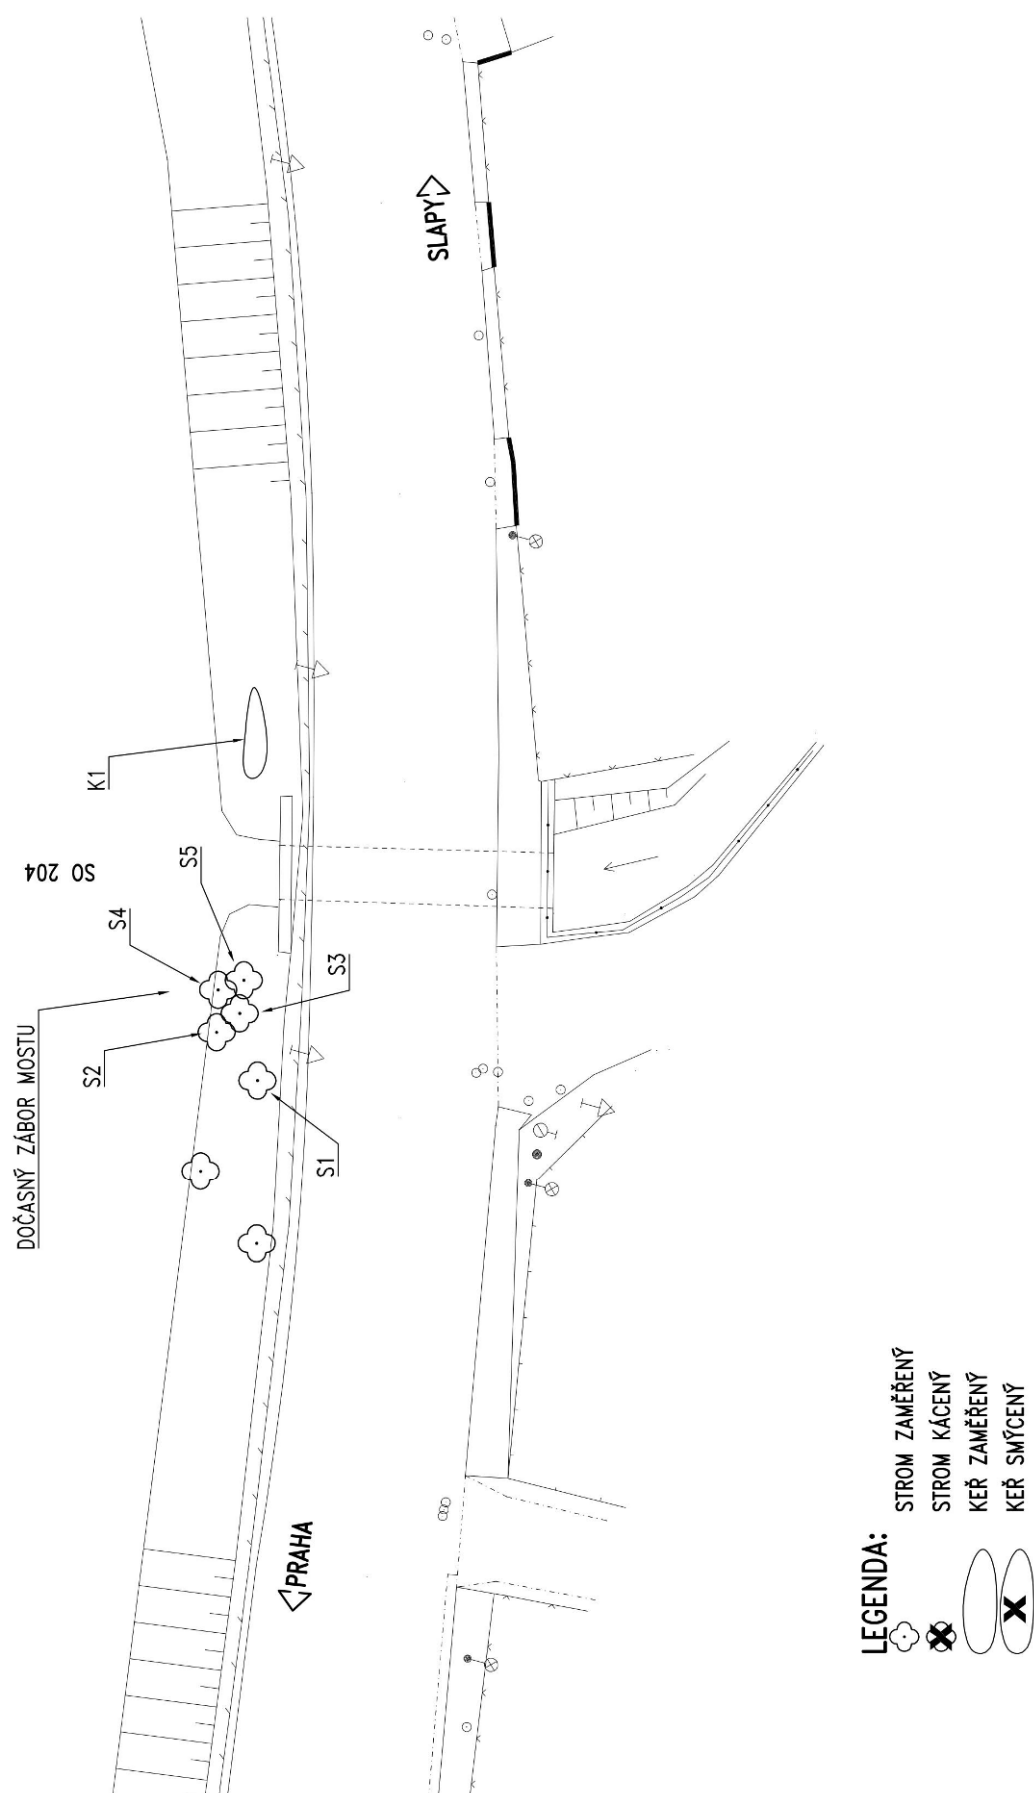 DOČASNÝ ZÁBOR MOSTU
SO 204
S2
S4
S5
K1
S1
S3
PRAHA
SLAPY
LEGENDA:
STROM ZAMĚŘENÝ
STROM KÁCENÝ
KEŘ ZAMĚŘENÝ
KEŘ SMÝCENÝ